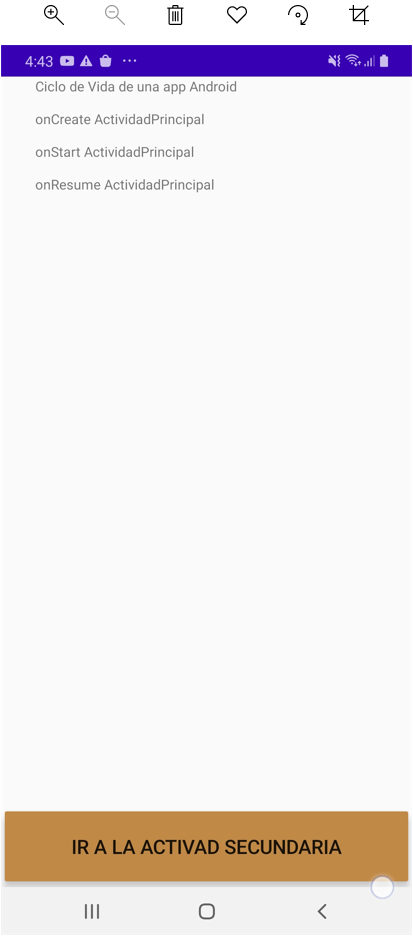 4:43
Ciclo de Vida de una app Android
onCreate ActividadPrincipal
onStart ActividadPrincipal
onResume ActividadPrincipal
IR A LA ACTIVAD SECUNDARIA